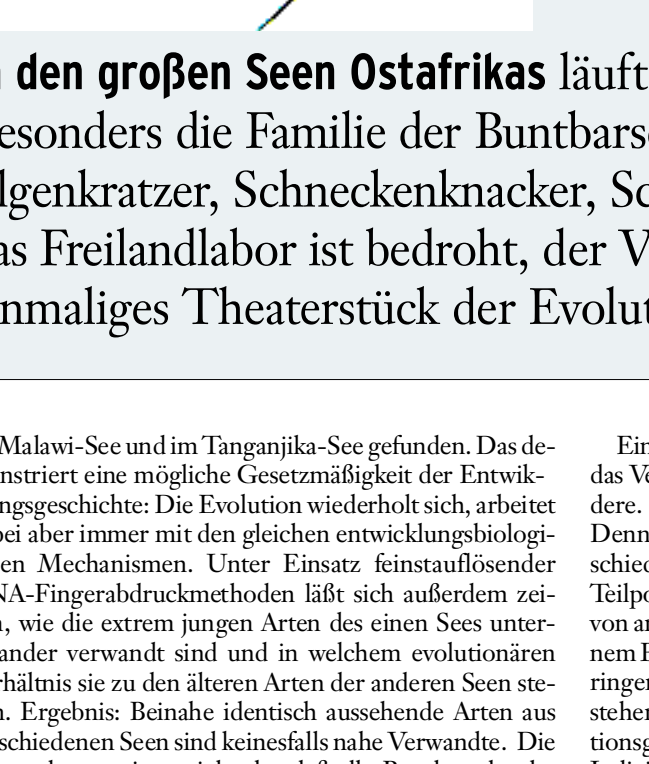 den großen Seen Ostafrikas läuft
esonders die Familie der Buntbars
lgenkratzer, Schneckenknacker, Sc
as Freilandlabor ist bedroht, der V
nmaliges Theaterstück der Evolut
Malawi-See und im Tanganjika-See gefunden. Das de-
nstriert eine mögliche Gesetzmäßigkeit der Entwik-
ngsgeschichte: Die Evolution wiederholt sich, arbeitet
bei aber immer mit den gleichen entwicklungsbiologi-
en Mechanismen. Unter Einsatz feinstauflösender
NA-Fingerabdruckmethoden läßt sich außerdem zei-
, wie die extrem jungen Arten des einen Sees unter-
ander verwandt sind und in welchem evolutionären
rhältnis sie zu den älteren Arten der anderen Seen ste-
n. Ergebnis: Beinahe identisch aussehende Arten aus
schiedenen Seen sind keinesfalls nahe Verwandte. Die
Ein
das Ve
dere.
Denn
schied
Teilpo
von an
nem E
ringer
stehen
tionsg